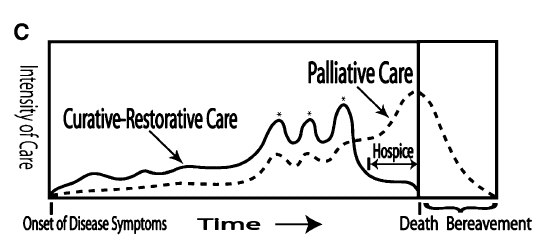 C
Palliative Care
Curative-Restorative Care
* * *
Hospice
Intensity of Care
Onset of Disease Symptoms Time Death Bereavement